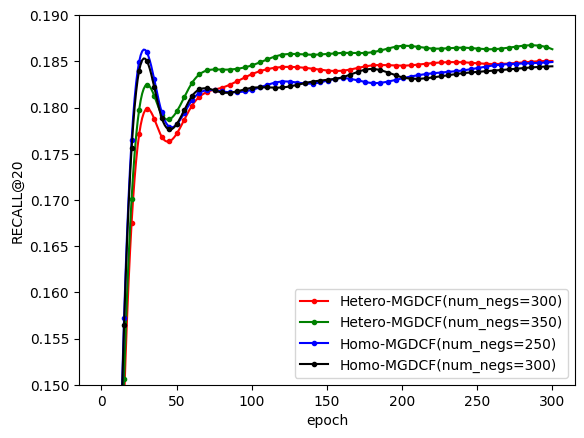 0.190
0.185
0.180
0.175
0.170
0.165
0.160
0.155
0.150
RECALL@20
Hetero-MGDCF(num_negs=300)
Hetero-MGDCF(num_negs=350)
Homo-MGDCF(num_negs=250)
Homo-MGDCF(num_negs=300)
0 50 100 150 200 250 300
epoch